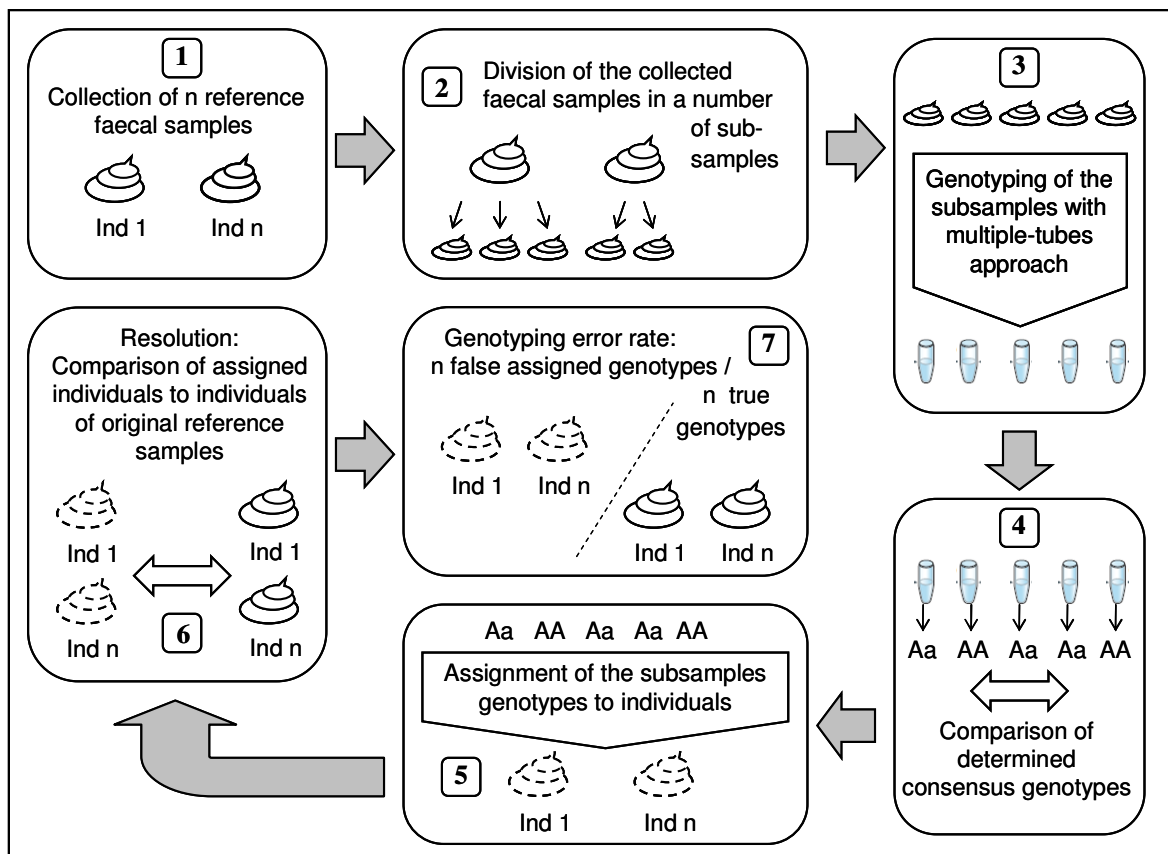 1
Collection of n reference
faecal samples
Ind 1 Ind n
2
Division of the collected
faecal samples in a number
of sub-
samples
3
Genotyping of the
subsamples with
multiple-tubes
approach
4
Aa AA Aa Aa AA
Comparison of
determined
consensus genotypes
Aa AA Aa Aa AA
Assignment of the subsamples
genotypes to individuals
5
Ind 1 Ind n
Resolution:
Comparison of assigned
individuals to individuals
of original reference
samples
Ind 1 Ind 1
6
Ind n Ind n
Genotyping error rate:
7
n false assigned genotypes /
n true
genotypes
Ind 1 Ind n
Ind 1 Ind n